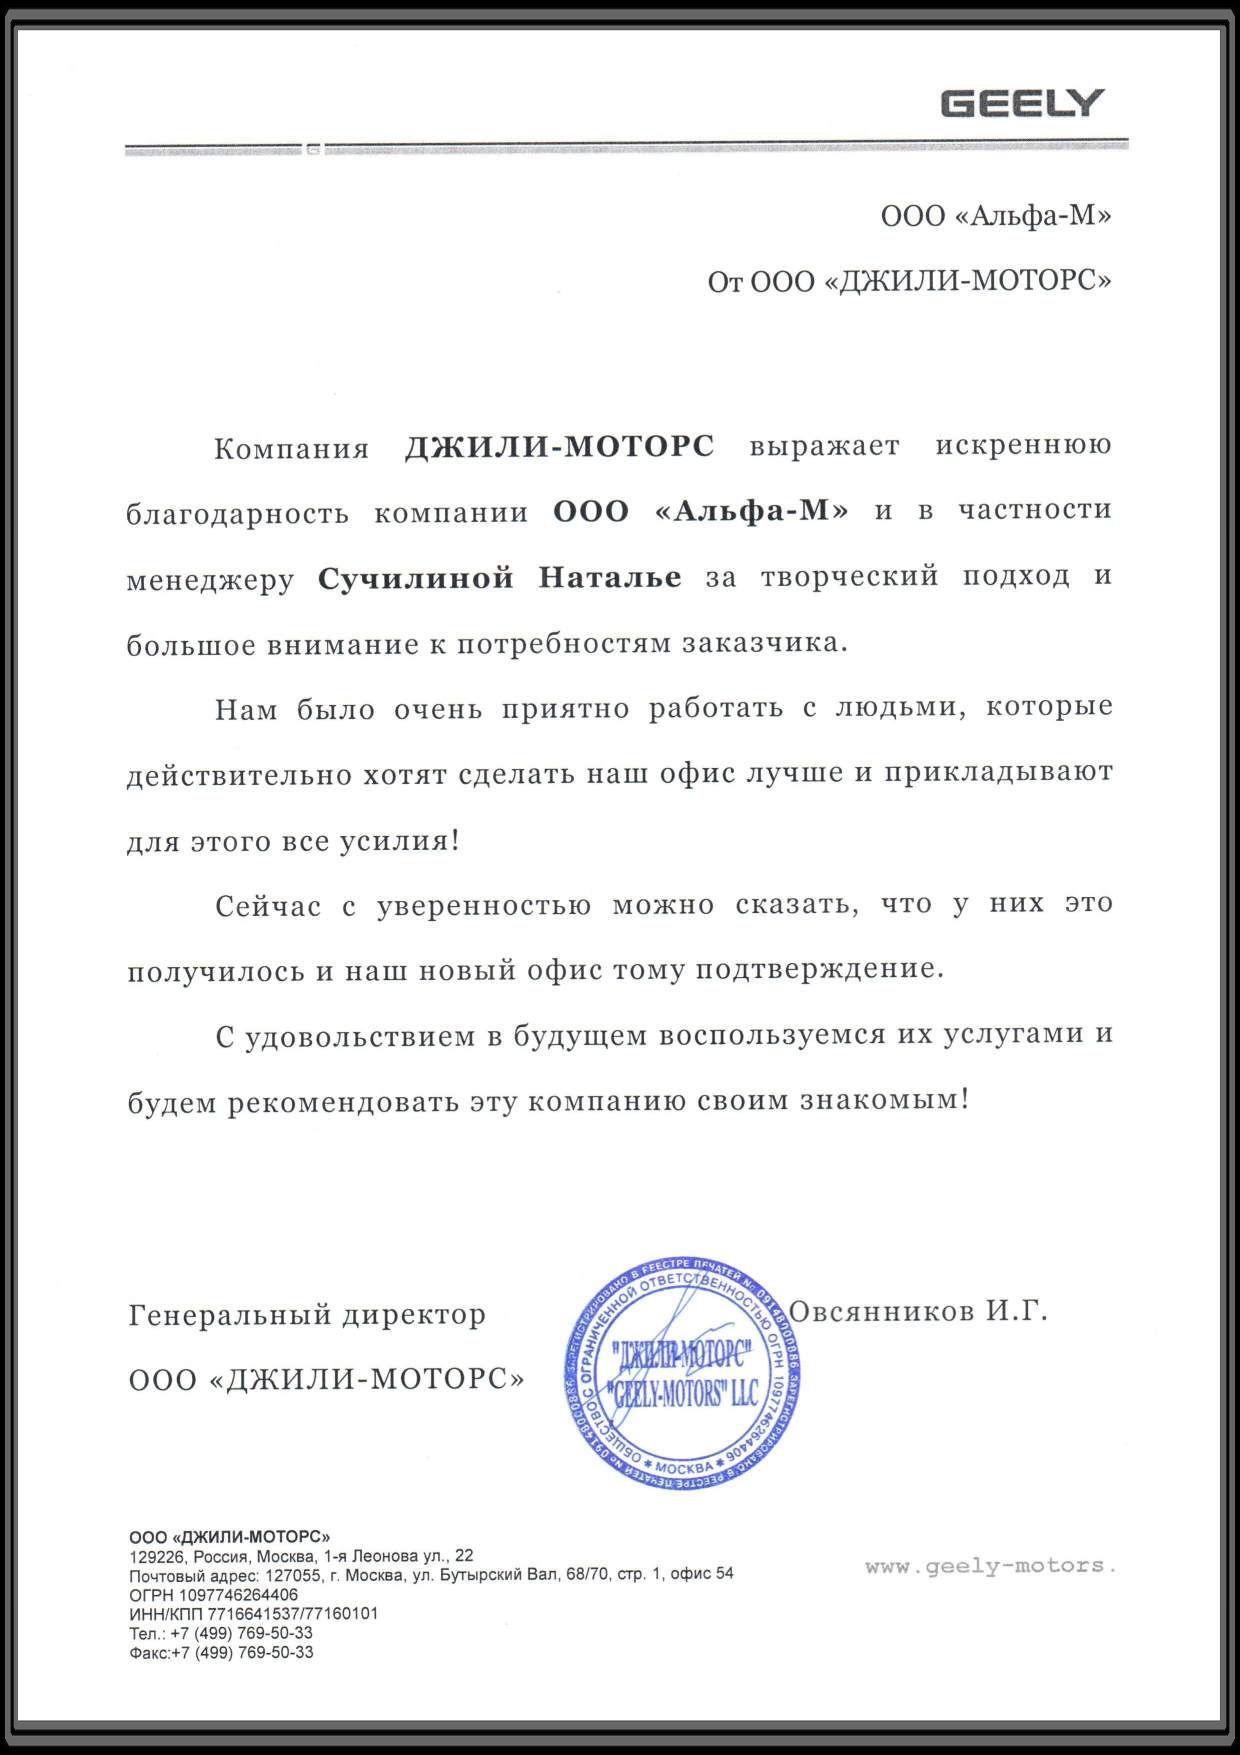 GEELY
ООО «Альфа-М»
От ООО «ДЖИЛИ-МОТОРС»
Компания ДЖИЛИ-МОТОРС выражает искреннюю
благодарность компании ООО «Альфа-М» и в частности
менеджеру Сучилиной Наталье за творческий подход и
большое внимание к потребностям заказчика.
Нам было очень приятно работать с людьми, которые
действительно хотят сделать наш офис лучше и прикладывают
для этого все усилия!
Сейчас с уверенностью можно сказать, что у них это
получилось и наш новый офис тому подтверждение.
С удовольствием в будущем воспользуемся их услугами и
будем рекомендовать эту компанию своим знакомым!
Генеральный директор
Овсянников И.Г.
ООО «ДЖИЛИ-МОТОРС»
ЗАРЕГИСТРИРОВАНО В РЕЕСТРЕ ПЕЧАТЕЙ № 09148000886 ЗАРЕГИСТРИРОВАНО В РЕЕСТРЕ ПЕЧАТЕЙ № 09148000886
ОБЩЕСТВО С ОГРАНИЧЕННОЙ ОТВЕТСТВЕННОСТЬЮ ОГРН 1097746264406
* МОСКВА *
"ДЖИЛИ-МОТОРС"
"GEELY-MOTORS" LLC
ООО «ДЖИЛИ-МОТОРС»
129226, Россия, Москва, 1-я Леонова ул., 22
Почтовый адрес: 127055, г. Москва, ул. Бутырский Вал, 68/70, стр. 1, офис 54
ОГРН 1097746264406
ИНН/КПП 7716641537/77160101
Тел.: +7 (499) 769-50-33
Факс:+7 (499) 769-50-33
www.geely-motors.